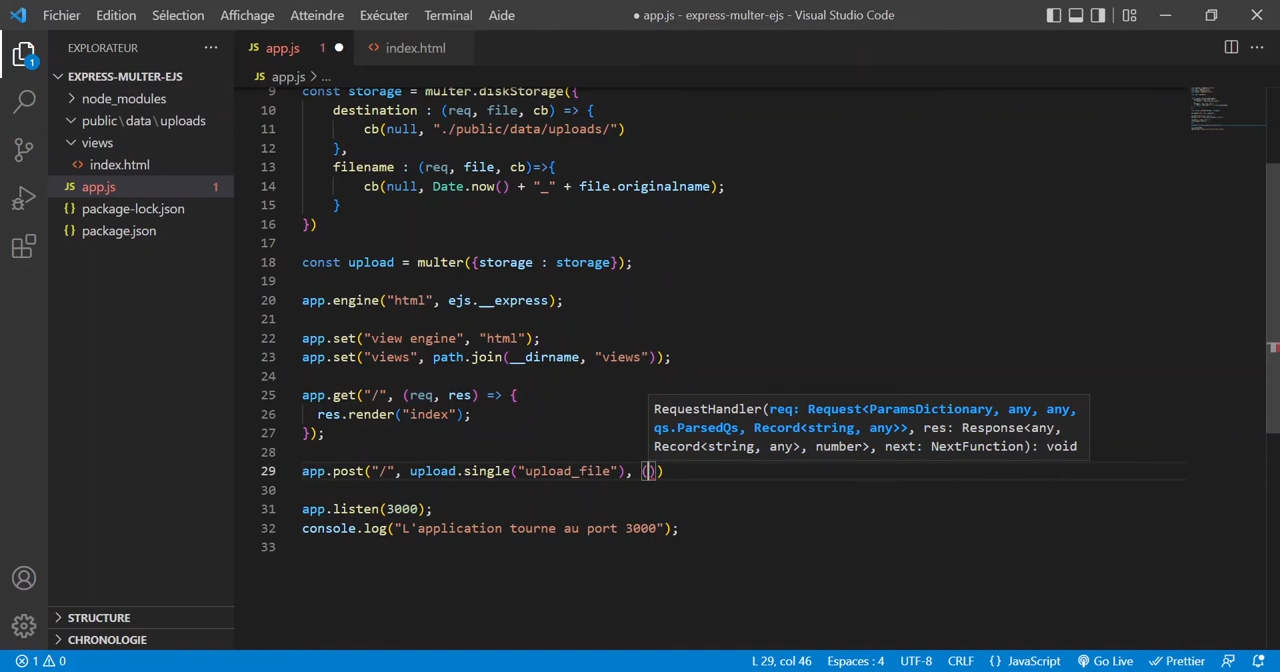 Fichier Edition Sélection Affichage Atteindre Exécuter Terminal Aide
● app.js - express-multer-ejs - Visual Studio Code
EXPLORATEUR
1
EXPRESS-MULTER-EJS
node_modules
public\data\uploads
views
<> index.html
JS app.js 1
{} package-lock.json
{} package.json
STRUCTURE
CHRONOLOGIE
JS app.js 1 ●
<> index.html
JS app.js > ...
9 const storage = multer.diskStorage({
10 destination : (req, file, cb) => {
11 cb(null, "./public/data/uploads/")
12 },
13 filename : (req, file, cb)=>{
14 cb(null, Date.now() + "_" + file.originalname);
15 }
16 })
17
18 const upload = multer({storage : storage});
19
20 app.engine("html", ejs.__express);
21
22 app.set("view engine", "html");
23 app.set("views", path.join(__dirname, "views"));
24
25 app.get("/", (req, res) => {
26 res.render("index");
27 });
28
RequestHandler(req: Request<ParamsDictionary, any, any,
qs.ParsedQs, Record<string, any>>, res: Response<any,
Record<string, any>, number>, next: NextFunction): void
29 app.post("/", upload.single("upload_file"), ())
30
31 app.listen(3000);
32 console.log("L'application tourne au port 3000");
33
1 0
L 29, col 46 Espaces : 4 UTF-8 CRLF {} JavaScript Go Live Prettier